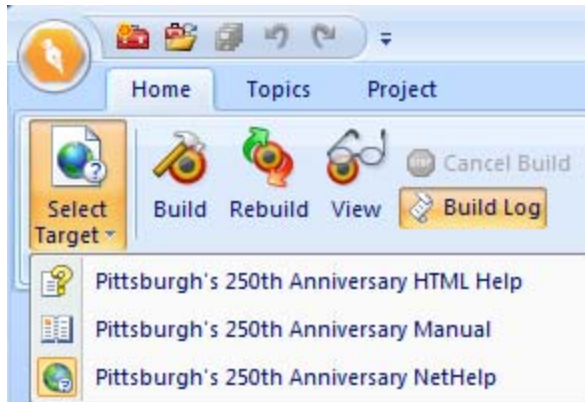 Home Topics Project
Select Target
Build Rebuild View
Cancel Build
Build Log
Pittsburgh's 250th Anniversary HTML Help
Pittsburgh's 250th Anniversary Manual
Pittsburgh's 250th Anniversary NetHelp